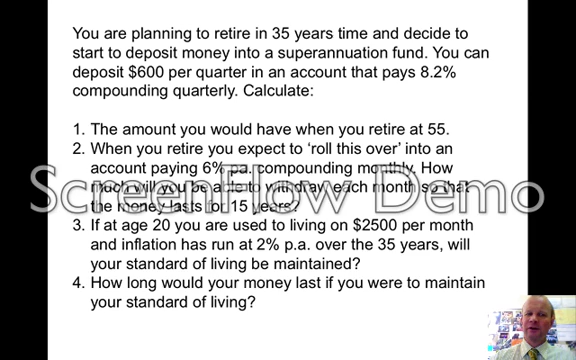 You are planning to retire in 35 years time and decide to
start to deposit money into a superannuation fund. You can
deposit $600 per quarter in an account that pays 8.2%
compounding quarterly. Calculate:
1. The amount you would have when you retire at 55.
2. When you retire you expect to ‘roll this over’ into an
account paying 6% pa. compounding monthly. How
much will you be able to withdraw each month so that
the money lasts for 15 years?
ScreenFlow Demo
3. If at age 20 you are used to living on $2500 per month
and inflation has run at 2% p.a. over the 35 years, will
your standard of living be maintained?
4. How long would your money last if you were to maintain
your standard of living?